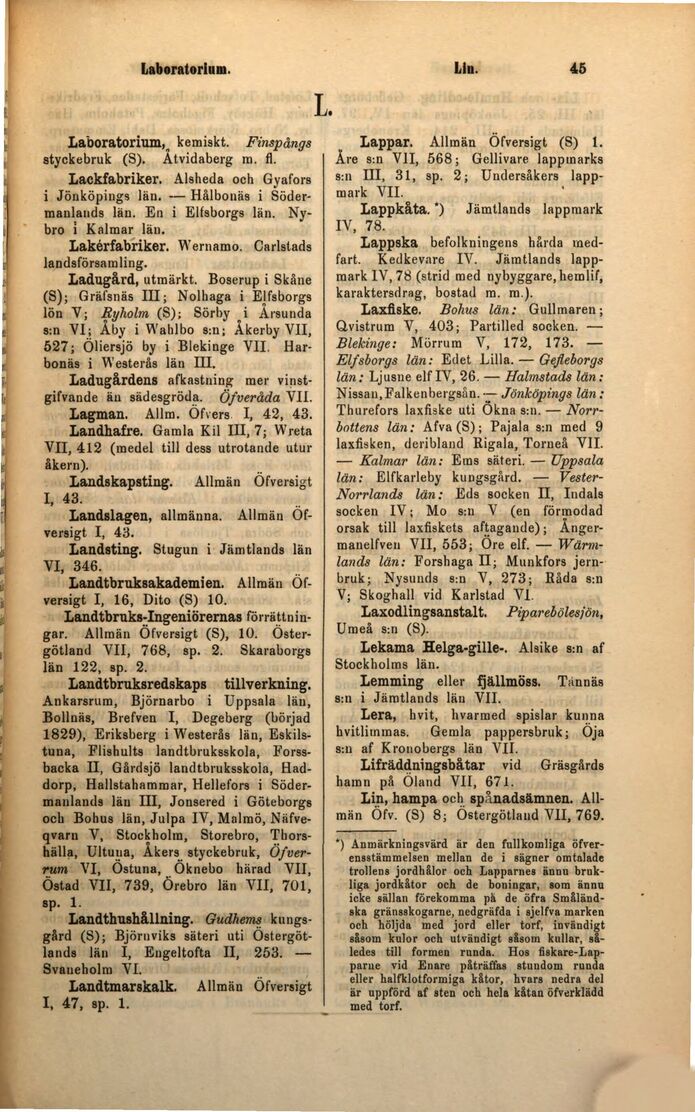 Laboratorium. Lin. 45
L.
Laboratorium, kemiskt. Finspångs
styckebruk (S). Åtvidaberg m. fl.
Lackfabriker. Alsheda och Gyafors
i Jönköpings län. — Hålbonäs i Söder-
manlands län. En i Elfsborgs län. Ny-
bro i Kalmar län.
Lakérfabriker. Wernamo. Carlstads
landsförsamling.
Ladugård, utmärkt. Boserup i Skåne
(S); Gräfsnäs III; Nolhaga i Elfsborgs
lön V; Ryholm (S); Sörby i Årsunda
s:n VI; Åby i Wahlbo s:n; Åkerby VII,
527; Öliersjö by i Blekinge VII. Har-
bonäs i Westerås län III.
Ladugårdens afkastning mer vinst-
gifvande än sädesgröda. Öfveråda VII.
Lagman. Allm. Öfvers. I, 42, 43.
Landhafre. Gamla Kil III, 7; Wreta
VII, 412 (medel till dess utrotande utur
åkern).
Landskapsting. Allmän Öfversigt
I, 43.
Landslagen, allmänna. Allmän Öf-
versigt I, 43.
Landsting. Stugun i Jämtlands län
VI, 346.
Landtbruksakademien. Allmän Öf-
versigt I, 16, Dito (S) 10.
Landtbruks-Ingeniörernas förrättnin-
gar. Allmän Öfversigt (S), 10. Öster-
götland VII, 768, sp. 2. Skaraborgs
län 122, sp. 2.
Landtbruksredskaps tillverkning.
Ankarsrum, Björnarbo i Uppsala län,
Bollnäs, Brefven I, Degeberg (börjad
1829), Eriksberg i Westerås län, Eskils-
tuna, Flishults landtbruksskola, Forss-
backa II, Gårdsjö landtbruksskola, Had-
dorp, Hallstahammar, Hellefors i Söder-
manlands län III, Jonsered i Göteborgs
och Bohus län, Julpa IV, Malmö, Näfve-
qvarn V, Stockholm, Storebro, Thors-
hälla, Ultuna, Åkers styckebruk, Öfver-
rum VI, Östuna, Öknebo härad VII,
Östad VII, 739, Örebro län VII, 701,
sp. 1.
Landthushållning. Gudhems kungs-
gård (S); Björnviks säteri uti Östergöt-
lands län I, Engeltofta II, 253. —
Svaneholm VI.
Landtmarskalk. Allmän Öfversigt
I, 47, sp. 1.
Lappar. Allmän Öfversigt (S) 1.
Åre s:n VII, 568; Gellivare lappmarks
s:n III, 31, sp. 2; Undersåkers lapp-
mark VII.
Lappkåta. *) Jämtlands lappmark
IV, 78.
Lappska befolkningens hårda med-
fart. Kedkevare IV. Jämtlands lapp-
mark IV, 78 (strid med nybyggare, hemlif,
karaktersdrag, bostad m. m.).
Laxfiske. Bohus län: Gullmaren;
Qvistrum V, 403; Partilled socken. —
Blekinge: Mörrum V, 172, 173. —
Elfsborgs län: Edet Lilla. — Gefleborgs
län: Ljusne elf IV, 26. — Halmstads län:
Nissan, Falkenbergsån. — Jönköpings län:
Thurefors laxfiske uti Ökna s:n. — Norr-
bottens län: Afva (S); Pajala s:n med 9
laxfisken, deribland Rigala, Torneå VII.
— Kalmar län: Ems säteri. — Uppsala
län: Elfkarleby kungsgård. — Vester-
Norrlands län: Eds socken II, Indals
socken IV; Mo s:n V (en förmodad
orsak till laxfiskets aftagande); Ånger-
manelfven VII, 553; Öre elf. — Wärm-
lands län: Forshaga II; Munkfors jern-
bruk; Nysunds s:n V, 273; Råda s:n
V; Skoghall vid Karlstad VI.
Laxodlingsanstalt. Piparebölesjön,
Umeå s:n (S).
Lekama Helga-gille-. Alsike s:n af
Stockholms län.
Lemming eller fjällmöss. Tännäs
s:n i Jämtlands län VII.
Lera, hvit, hvarmed spislar kunna
hvitlimmas. Gemla pappersbruk; Öja
s:n af Kronobergs län VII.
Lifräddningsbåtar vid Gräsgårds
hamn på Öland VII, 671.
Lin, hampa och spånadsämnen. All-
män Öfv. (S) 8; Östergötland VII, 769.
*) Anmärkningsvärd är den fullkomliga öfver-
ensstämmelsen mellan de i sägner omtalade
trollens jordhålor och Lapparnes ännu bruk-
liga jordkåtor och de boningar, som ännu
icke sällan förekomma på de öfra Småländ-
ska gränsskogarne, nedgräfda i sjelfva marken
och höljda med jord eller torf, invändigt
såsom kulor och utvändigt såsom kullar, så-
ledes till formen runda. Hos fiskare-Lap-
parne vid Enare påträffas stundom runda
eller halfklotformiga kåtor, hvars nedra del
är uppförd af sten och hela kåtan öfverklädd
med torf.